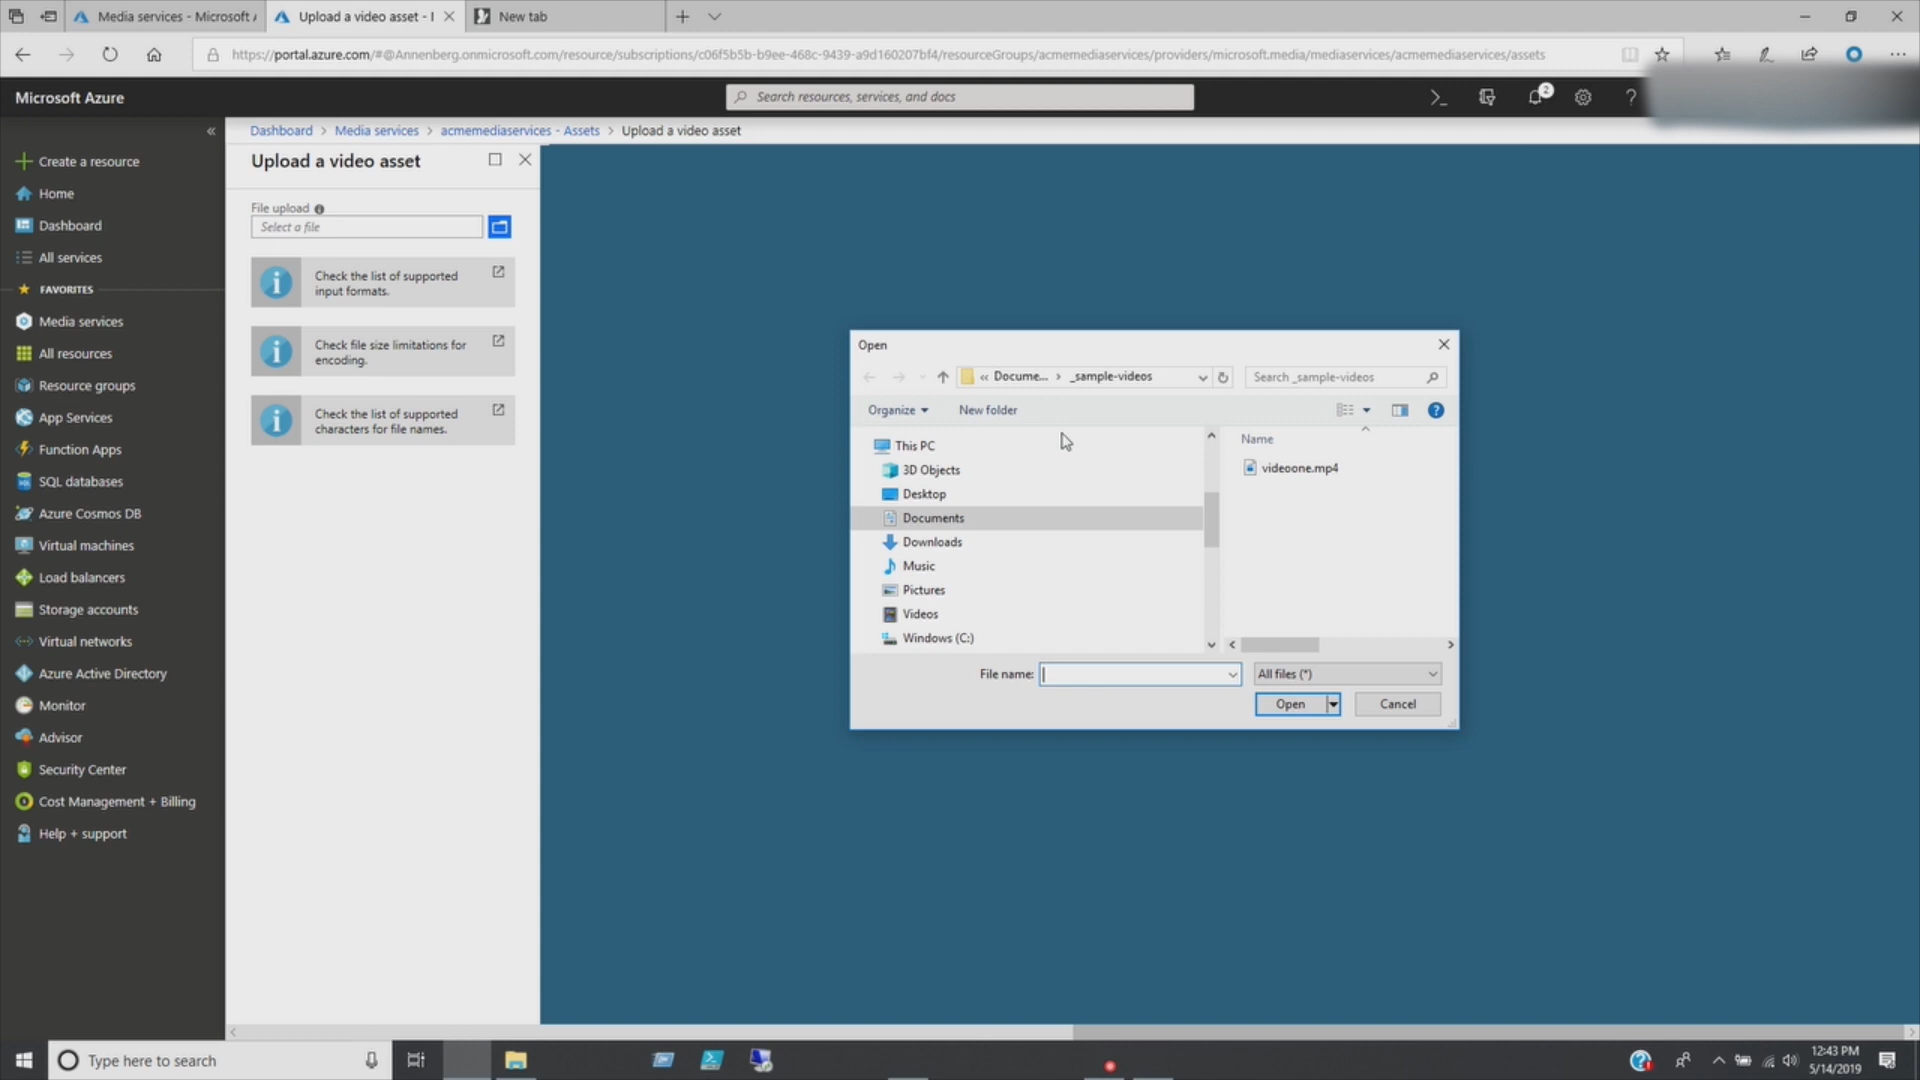 Media services - Microsoft A
Upload a video asset - I
New tab
https://portal.azure.com/#@Annenberg.onmicrosoft.com/resource/subscriptions/c06f5b5b-b9ee-468c-9439-a9d160207bf4/resourceGroups/acmemediaservices/providers/microsoft.media/mediaservices/acmemediaservices/assets
Microsoft Azure
Search resources, services, and docs
2
Dashboard > Media services > acmemediaservices - Assets > Upload a video asset
Create a resource
Home
Dashboard
All services
FAVORITES
Media services
All resources
Resource groups
App Services
Function Apps
SQL databases
Azure Cosmos DB
Virtual machines
Load balancers
Storage accounts
Virtual networks
Azure Active Directory
Monitor
Advisor
Security Center
Cost Management + Billing
Help + support
Upload a video asset
File upload
Select a file
Check the list of supported
input formats.
Check file size limitations for
encoding.
Check the list of supported
characters for file names.
Open
« Docume... > _sample-videos
Search _sample-videos
Organize
New folder
This PC
3D Objects
Desktop
Documents
Downloads
Music
Pictures
Videos
Windows (C:)
Name
videoone.mp4
File name:
All files (*)
Open
Cancel
Type here to search
12:43 PM
5/14/2019